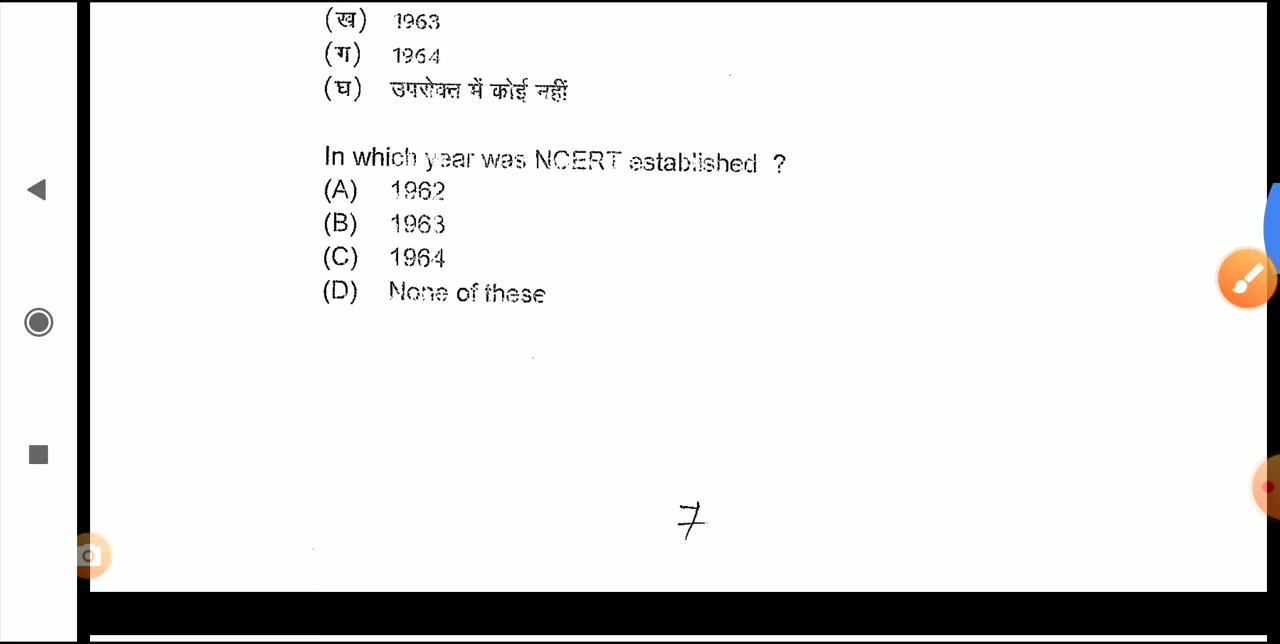 (ख) 1963
(ग) 1964
(घ) उपरोक्त में कोई नहीं
In which year was NCERT established ?
(A) 1962
(B) 1963
(C) 1964
(D) None of these
7